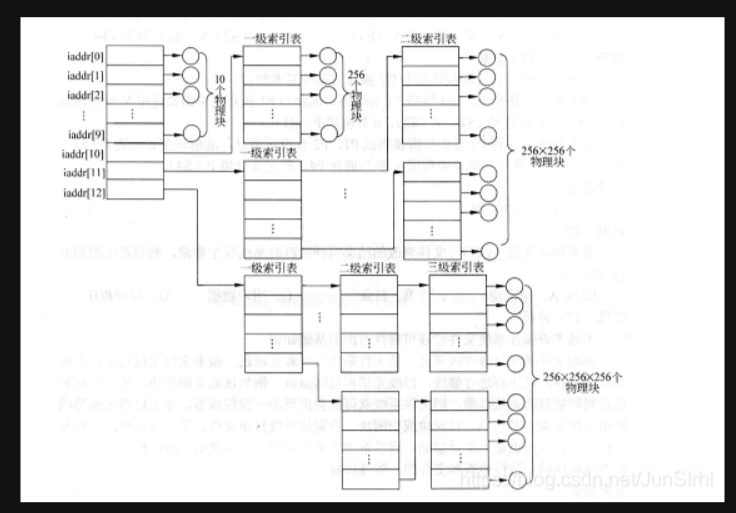 一级索引表
二级索引表
iaddr[0]
iaddr[1]
iaddr[2]
⋮
iaddr[9]
iaddr[10]
iaddr[11]
iaddr[12]
10个物理块
256个物理块
一级索引表
256×256个
物理块
一级索引表
二级索引表
三级索引表
256×256×256个
物理块
https://blog.csdn.net/JunSIrhl